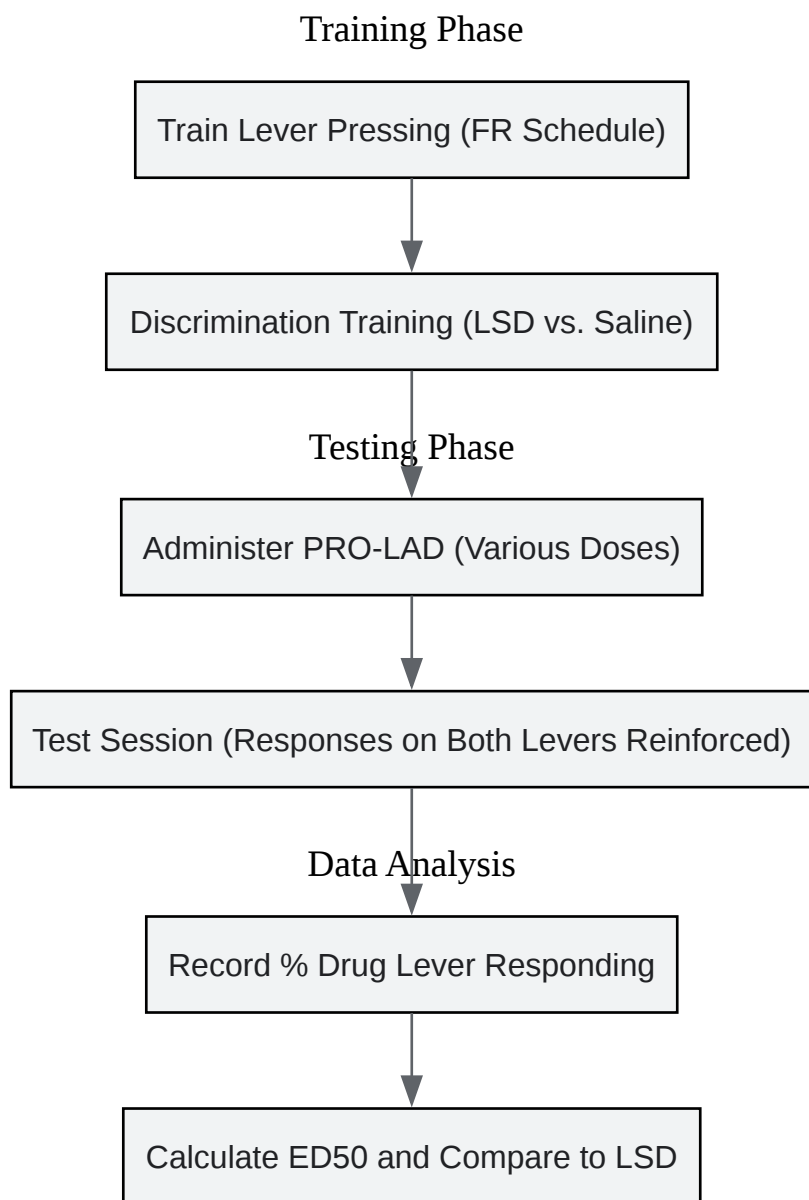 Training Phase
Train Lever Pressing (FR Schedule)
Discrimination Training (LSD vs. Saline)
Testing Phase
Administer PRO-LAD (Various Doses)
Test Session (Responses on Both Levers Reinforced)
Data Analysis
Record % Drug Lever Responding
Calculate ED50 and Compare to LSD